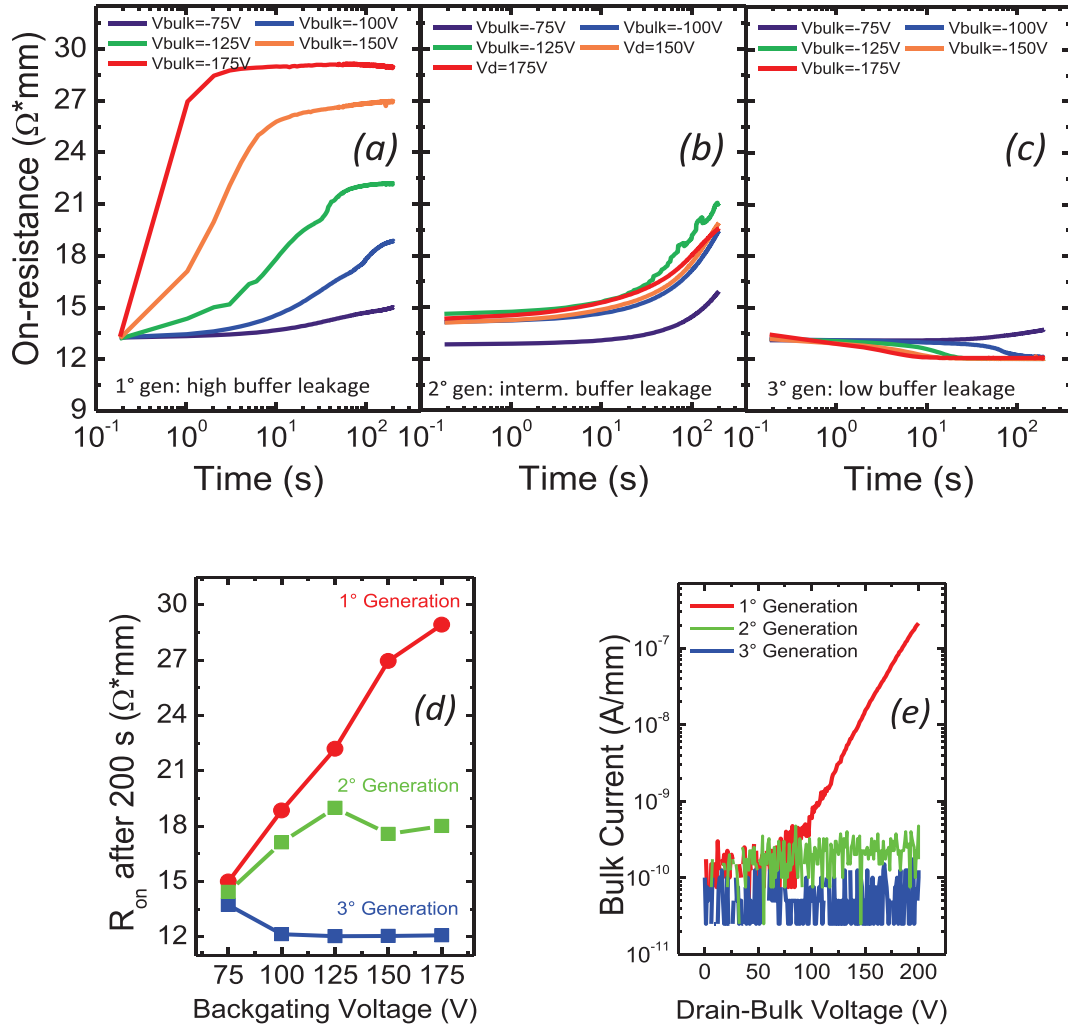 Vbulk=-75V Vbulk=-100V
Vbulk=-125V Vbulk=-150V
Vbulk=-175V
(a)
1° gen: high buffer leakage
Vbulk=-75V Vbulk=-100V
Vbulk=-125V Vd=150V
Vd=175V
(b)
2° gen: interm. buffer leakage
Vbulk=-75V Vbulk=-100V
Vbulk=-125V Vbulk=-150V
Vbulk=-175V
(c)
3° gen: low buffer leakage
On-resistance (Ω*mm)
30
27
24
21
18
15
12
9
10⁻¹ 10⁰ 10¹ 10² 10⁻¹ 10⁰ 10¹ 10² 10⁻¹ 10⁰ 10¹ 10²
Time (s) Time (s) Time (s)
1° Generation
(d)
2° Generation
3° Generation
Rₒₙ after 200 s (Ω*mm)
30
27
24
21
18
15
12
75 100 125 150 175
Backgating Voltage (V)
1° Generation
2° Generation
3° Generation
(e)
Bulk Current (A/mm)
10⁻⁷
10⁻⁸
10⁻⁹
10⁻¹⁰
10⁻¹¹
0 50 100 150 200
Drain-Bulk Voltage (V)